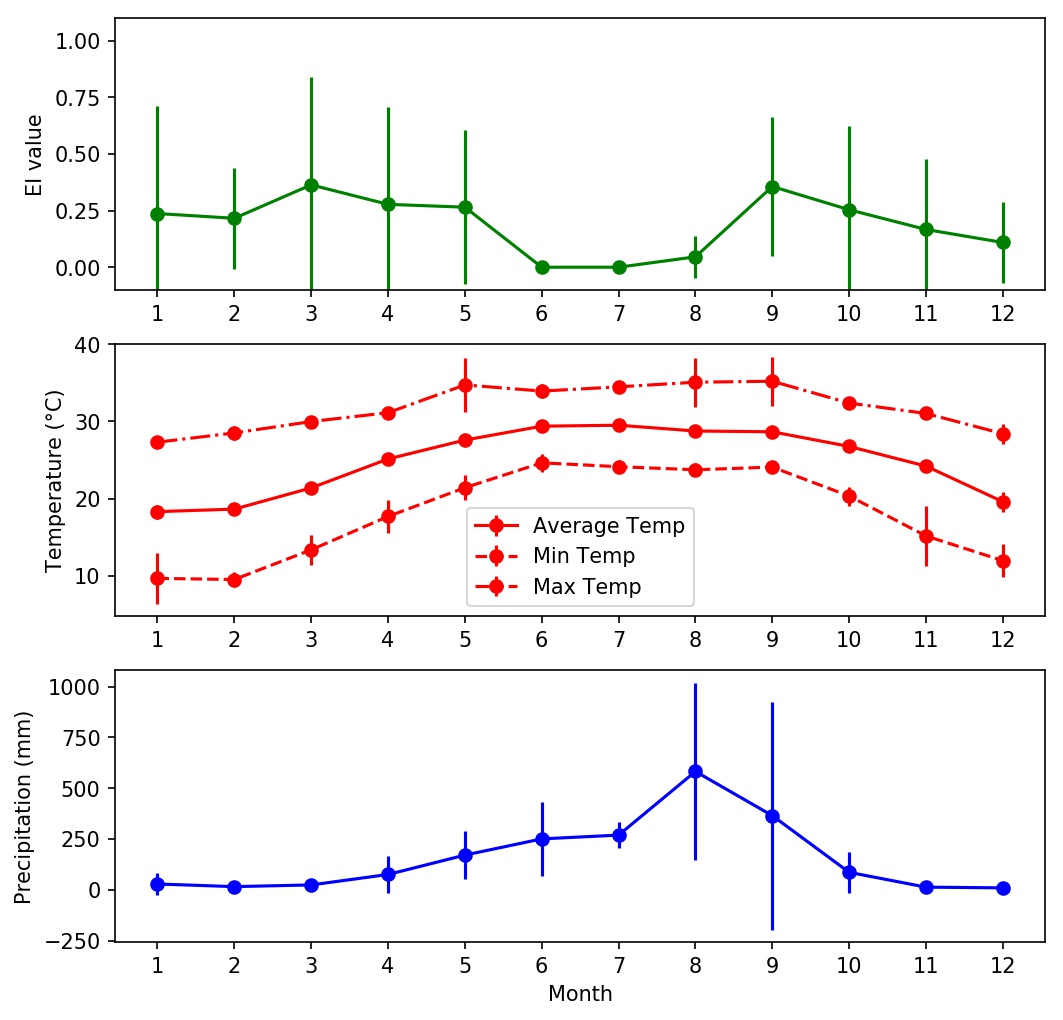 1.00
0.75
0.50
0.25
0.00
EI value
1 2 3 4 5 6 7 8 9 10 11 12
40
30
20
10
Temperature (°C)
Average Temp
Min Temp
Max Temp
1 2 3 4 5 6 7 8 9 10 11 12
1000
750
500
250
0
−250
Precipitation (mm)
1 2 3 4 5 6 7 8 9 10 11 12
Month